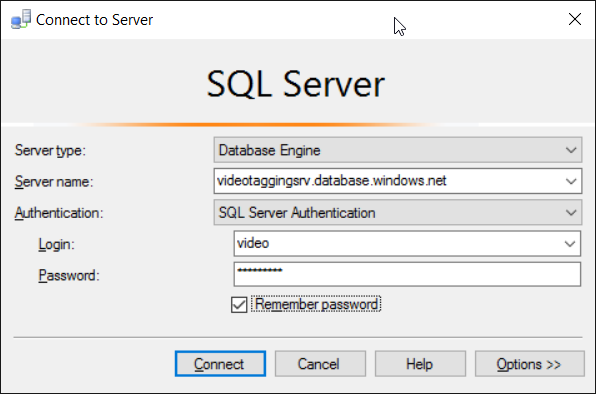 Connect to Server
SQL Server
Server type: Database Engine
Server name: videotaggingsrv.database.windows.net
Authentication: SQL Server Authentication
Login: video
Password: *********
Remember password
Connect Cancel Help Options >>